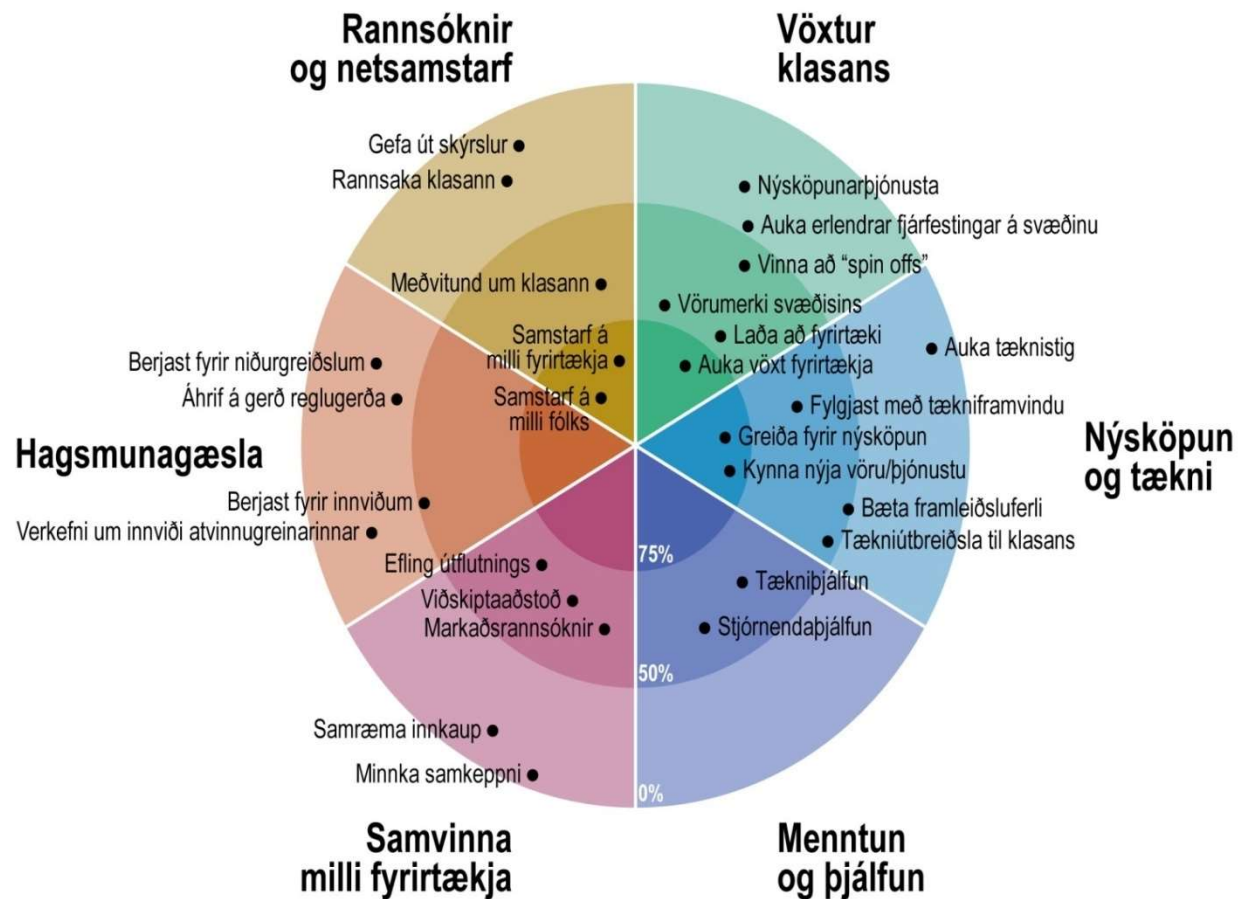 Rannsóknir
og netsamstarf
Vöxtur
klasans
Gefa út skýrslur
Rannsaka klasann
Meðvitund um klasann
Samstarf á
milli fyrirtækja
Samstarf á
milli fólks
Nýsköpunarþjónusta
Auka erlendrar fjárfestingar á svæðinu
Vinna að “spin offs”
Vörumerki svæðisins
Laða að fyrirtæki
Auka vöxt fyrirtækja
Hagsmunagæsla
Berjast fyrir niðurgreiðslum
Áhrif á gerð reglugerða
Berjast fyrir innviðum
Verkefni um innviði atvinnugreinarinnar
Nýsköpun
og tækni
Auka tæknistig
Fylgjast með tækniframvindu
Greiða fyrir nýsköpun
Kynna nýja vöru/þjónustu
Bæta framleiðsluferli
Tækniútbreiðsla til klasans
Efling útflutnings
Viðskiptaaðstoð
Markaðsrannsóknir
Samræma innkaup
Minnka samkeppni
75%
Tækniþjálfun
Stjórnendaþjálfun
50%
0%
Samvinna
milli fyrirtækja
Menntun
og þjálfun